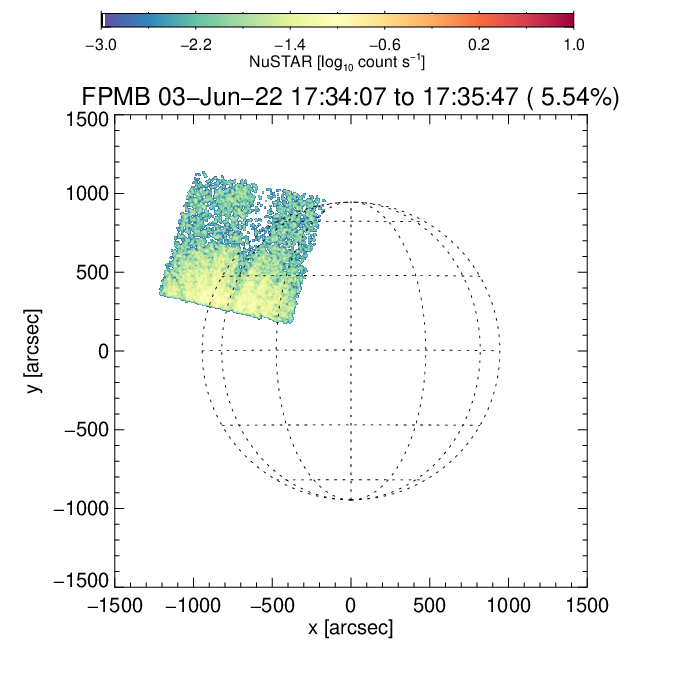 −3.0 −2.2 −1.4 −0.6 0.2 1.0
NuSTAR [log₁₀ count s⁻¹]
FPMB 03−Jun−22 17:34:07 to 17:35:47 ( 5.54%)
1500
1000
500
0
−500
−1000
−1500
y [arcsec]
−1500 −1000 −500 0 500 1000 1500
x [arcsec]